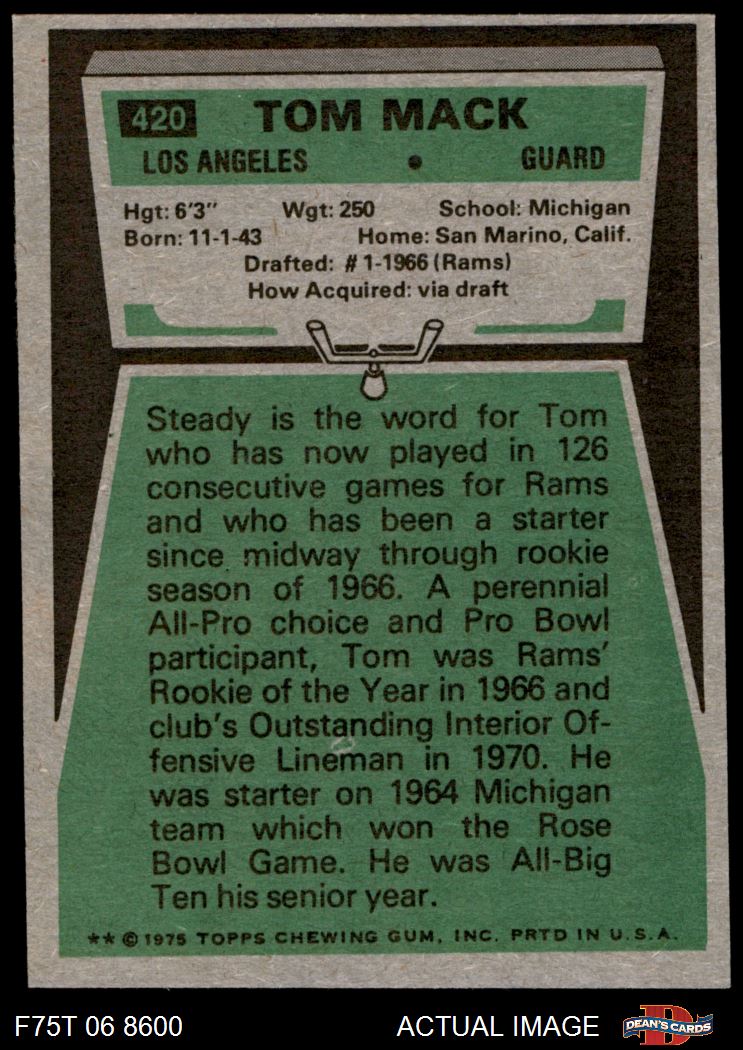 420 TOM MACK
LOS ANGELES • GUARD
Hgt: 6'3" Wgt: 250 School: Michigan
Born: 11-1-43 Home: San Marino, Calif.
Drafted: #1-1966 (Rams)
How Acquired: via draft
Steady is the word for Tom
who has now played in 126
consecutive games for Rams
and who has been a starter
since midway through rookie
season of 1966. A perennial
All-Pro choice and Pro Bowl
participant, Tom was Rams'
Rookie of the Year in 1966 and
club's Outstanding Interior Of-
fensive Lineman in 1970. He
was starter on 1964 Michigan
team which won the Rose
Bowl Game. He was All-Big
Ten his senior year.
** © 1975 TOPPS CHEWING GUM, INC. PRTD IN U.S.A.
F75T 06 8600 ACTUAL IMAGE D DEAN'S CARDS